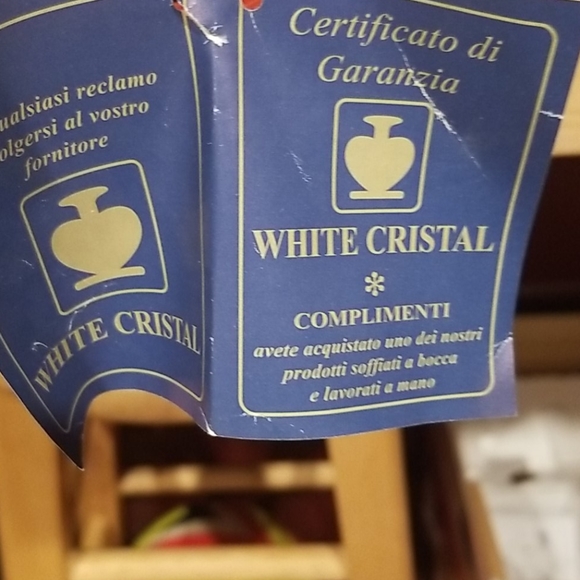 ualsiasi reclamo
olgersi al vostro
fornitore
WHITE CRISTAL
Certificato di
Garanzia
WHITE CRISTAL
COMPLIMENTI
avete acquistato uno dei nostri
prodotti soffiati a bocca
e lavorati a mano